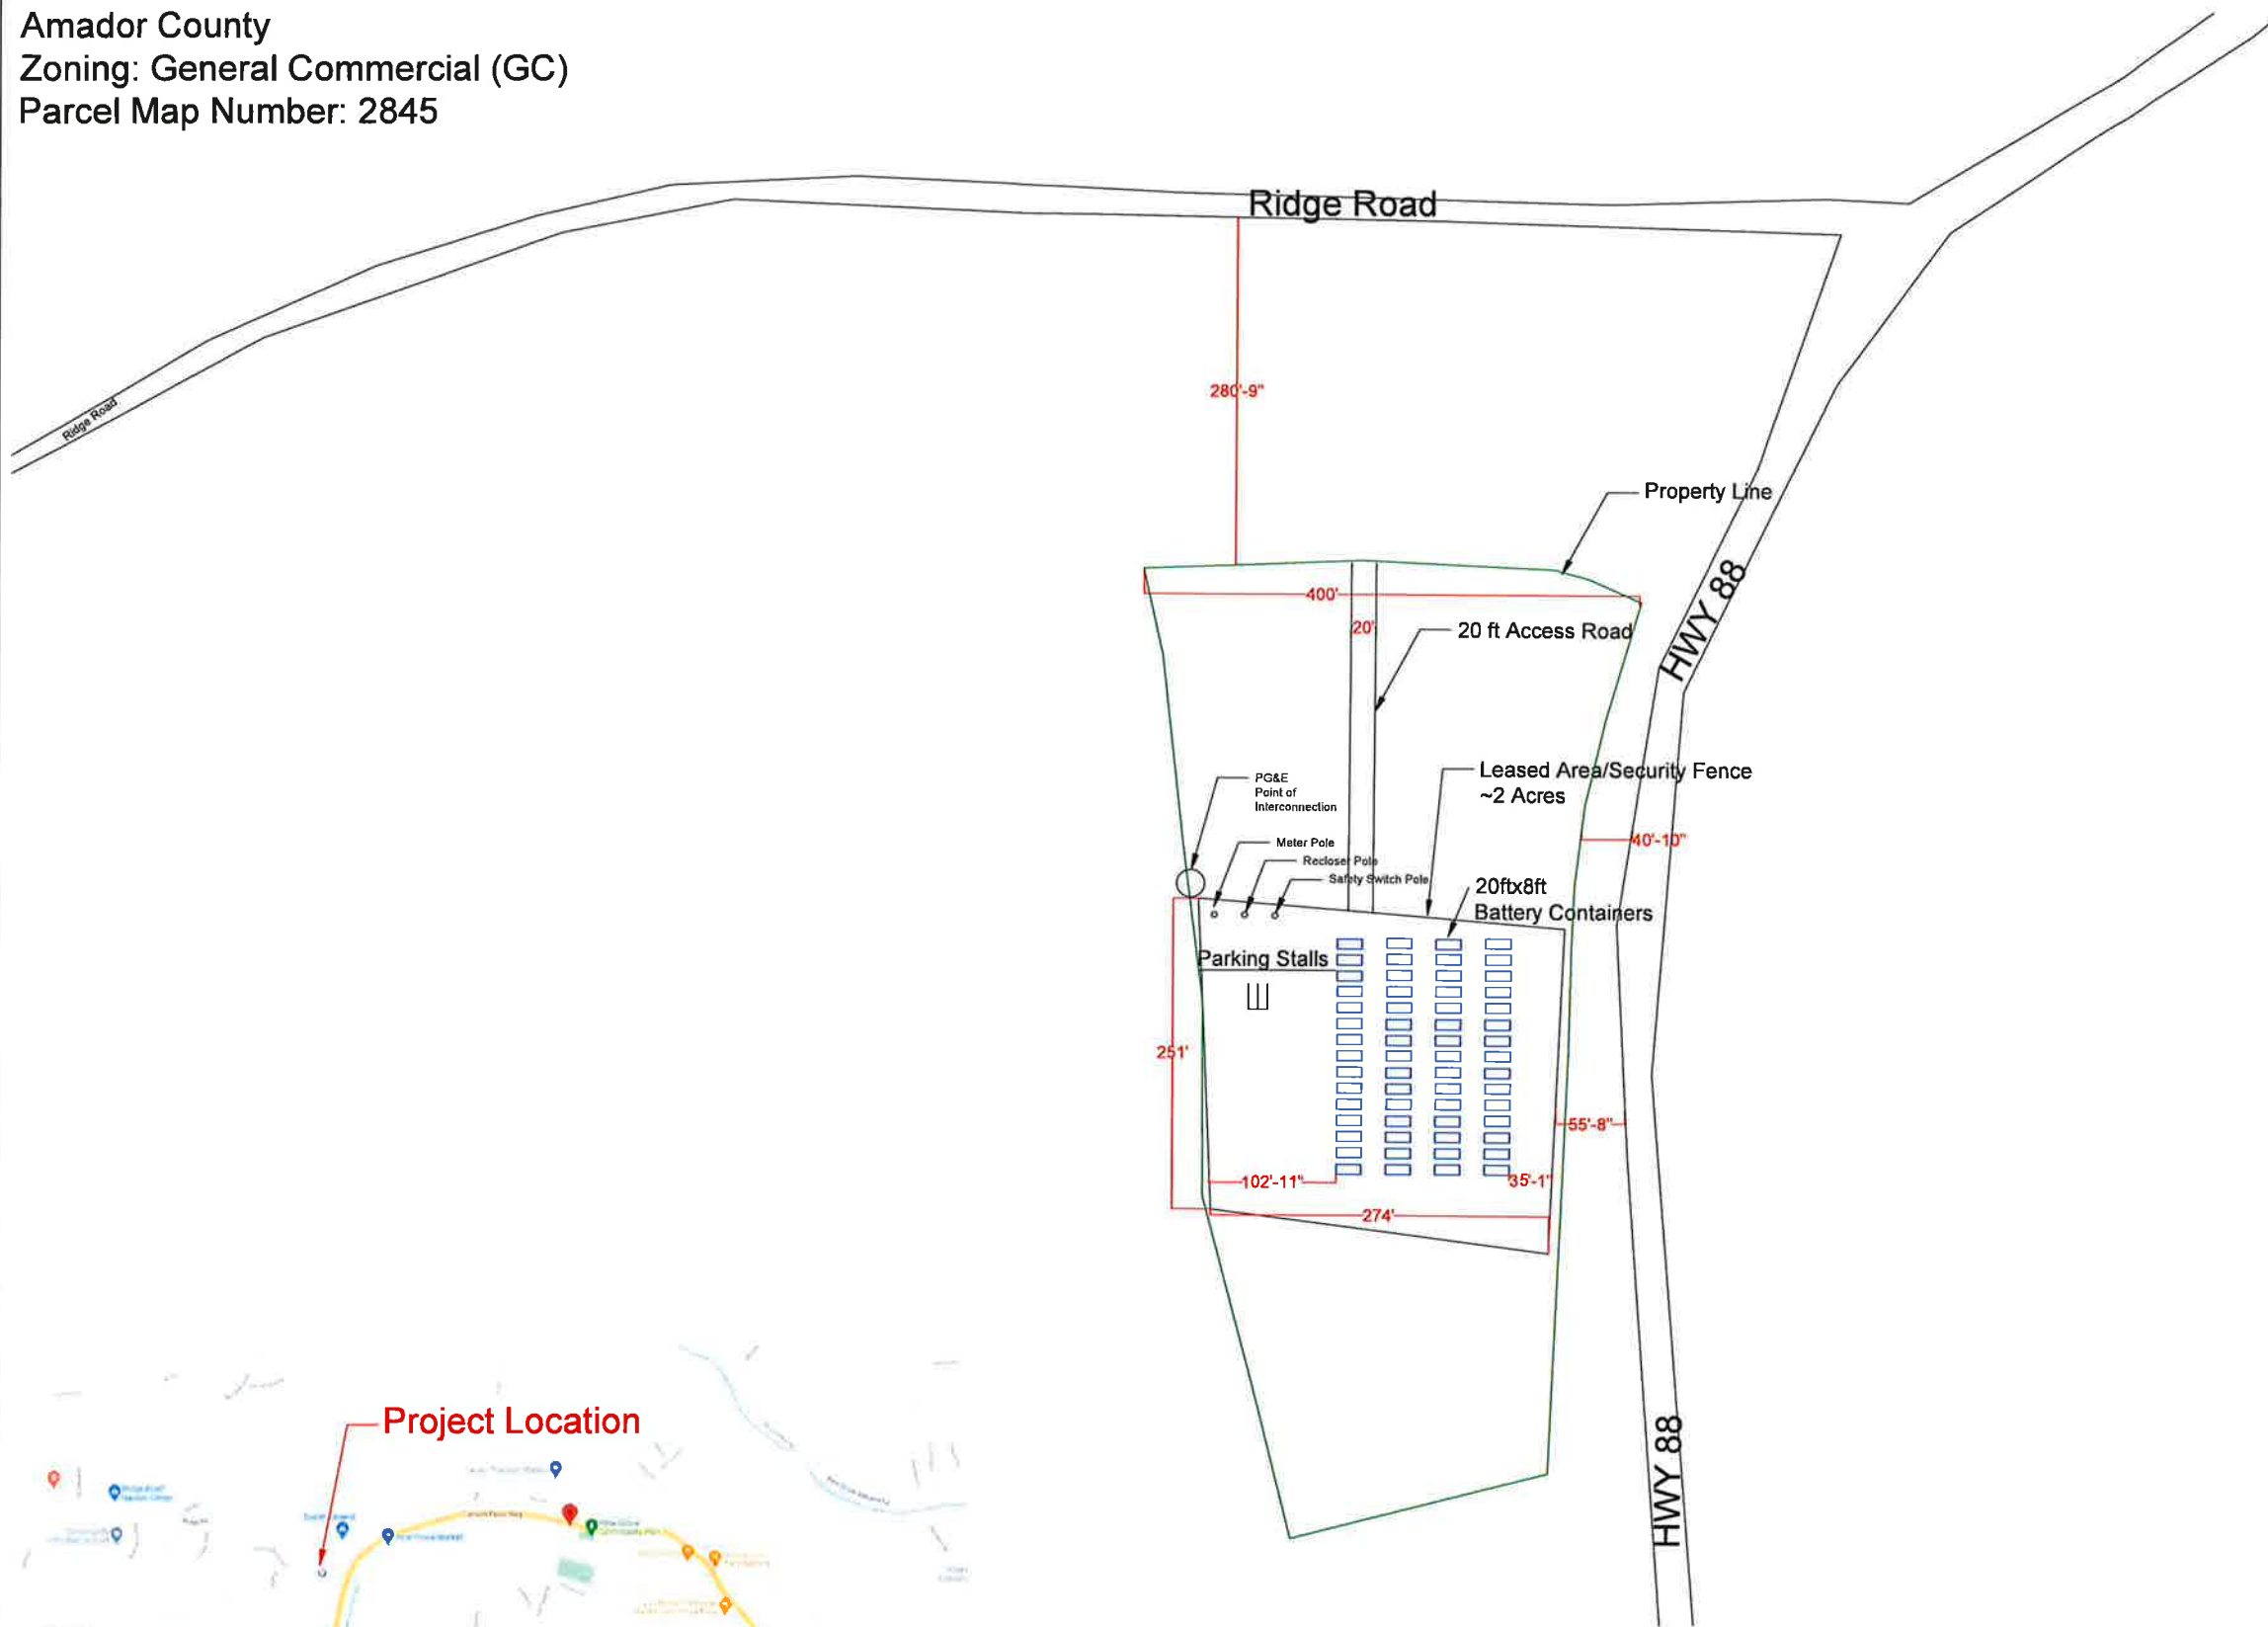 Amador County
Zoning: General Commercial (GC)
Parcel Map Number: 2845
Ridge Road
Ridge Road
280'-9"
Property Line
HWY 88
400'
20'
20 ft Access Road
PG&E
Point of
Interconnection
Leased Area/Security Fence
~2 Acres
40'-10"
Meter Pole
Recloser Pole
Safety Switch Pole
20ftx8ft
Battery Containers
Parking Stalls
251'
55'-8"
102'-11"
35'-1"
274'
HWY 88
Project Location